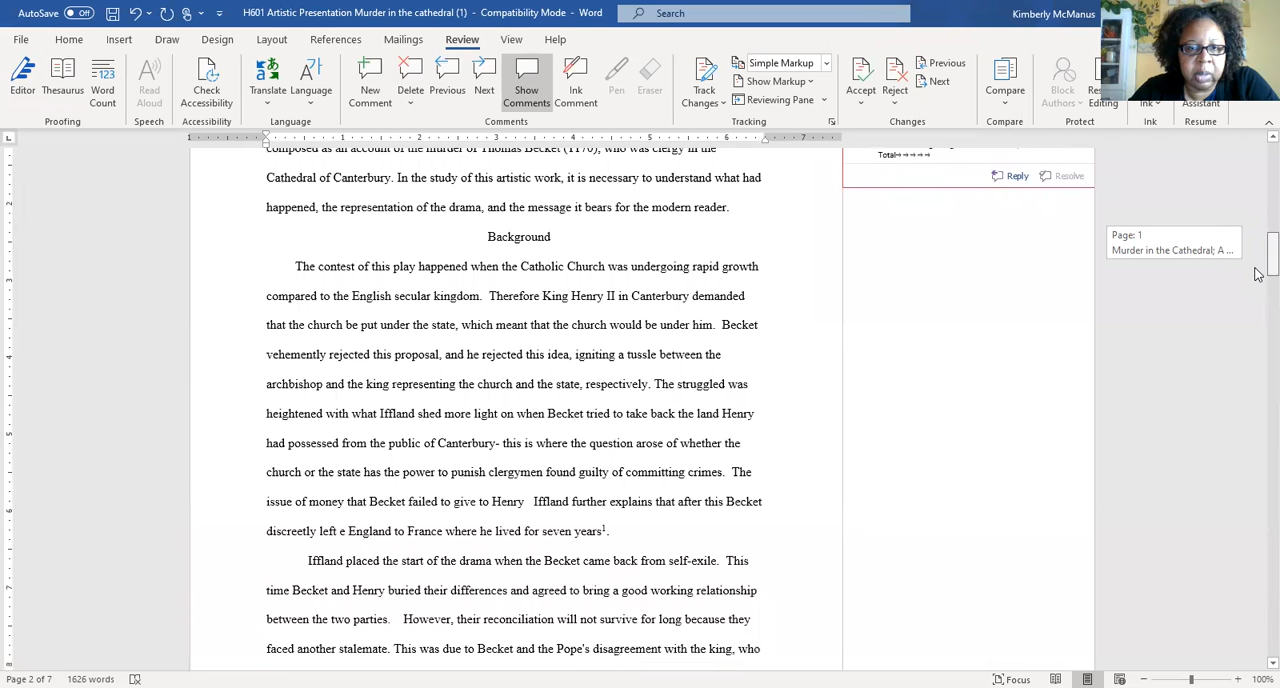 AutoSave Off H601 Artistic Presentation Murder in the cathedral (1) - Compatibility Mode - Word Search Kimberly McManus
File Home Insert Draw Design Layout References Mailings Review View Help
Editor Thesaurus Word Count Read Aloud Check Accessibility Translate Language New Comment Delete Previous Next Show Comments Ink Comment Pen Eraser Track Changes Simple Markup Show Markup Reviewing Pane Accept Reject Previous Next Compare Block Authors Editing Ink Assistant
Proofing Speech Accessibility Language Comments Tracking Changes Compare Protect Ink Resume
1 1 2 3 4 5 6 7
composed as an account of the murder of Thomas Becket (1170), who was clergy in the
Cathedral of Canterbury. In the study of this artistic work, it is necessary to understand what had
happened, the representation of the drama, and the message it bears for the modern reader.
Background
The contest of this play happened when the Catholic Church was undergoing rapid growth
compared to the English secular kingdom.  Therefore King Henry II in Canterbury demanded
that the church be put under the state, which meant that the church would be under him.  Becket
vehemently rejected this proposal, and he rejected this idea, igniting a tussle between the
archbishop and the king representing the church and the state, respectively. The struggled was
heightened with what Iffland shed more light on when Becket tried to take back the land Henry
had possessed from the public of Canterbury- this is where the question arose of whether the
church or the state has the power to punish clergymen found guilty of committing crimes.  The
issue of money that Becket failed to give to Henry   Iffland further explains that after this Becket
discreetly left e England to France where he lived for seven years1.
Iffland placed the start of the drama when the Becket came back from self-exile.  This
time Becket and Henry buried their differences and agreed to bring a good working relationship
between the two parties.    However, their reconciliation will not survive for long because they
faced another stalemate. This was due to Becket and the Pope's disagreement with the king, who
Total→→→→→
Reply Resolve
Page: 1
Murder in the Cathedral; A ...
Page 2 of 7 1626 words Focus 100%